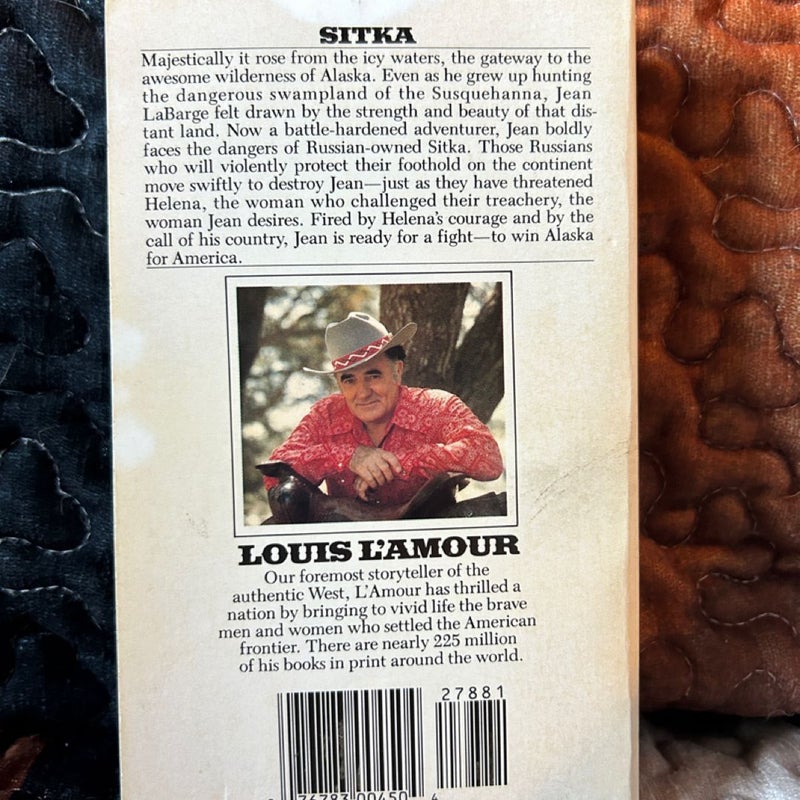 SITKA
Majestically it rose from the icy waters, the gateway to the
awesome wilderness of Alaska. Even as he grew up hunting
the dangerous swampland of the Susquehanna, Jean
LaBarge felt drawn by the strength and beauty of that dis-
tant land. Now a battle-hardened adventurer, Jean boldly
faces the dangers of Russian-owned Sitka. Those Russians
who will violently protect their foothold on the continent
move swiftly to destroy Jean—just as they have threatened
Helena, the woman who challenged their treachery, the
woman Jean desires. Fired by Helena's courage and by the
call of his country, Jean is ready for a fight—to win Alaska
for America.
LOUIS L'AMOUR
Our foremost storyteller of the
authentic West, L'Amour has thrilled a
nation by bringing to vivid life the brave
men and women who settled the American
frontier. There are nearly 225 million
of his books in print around the world.
27881
76783 00450 4